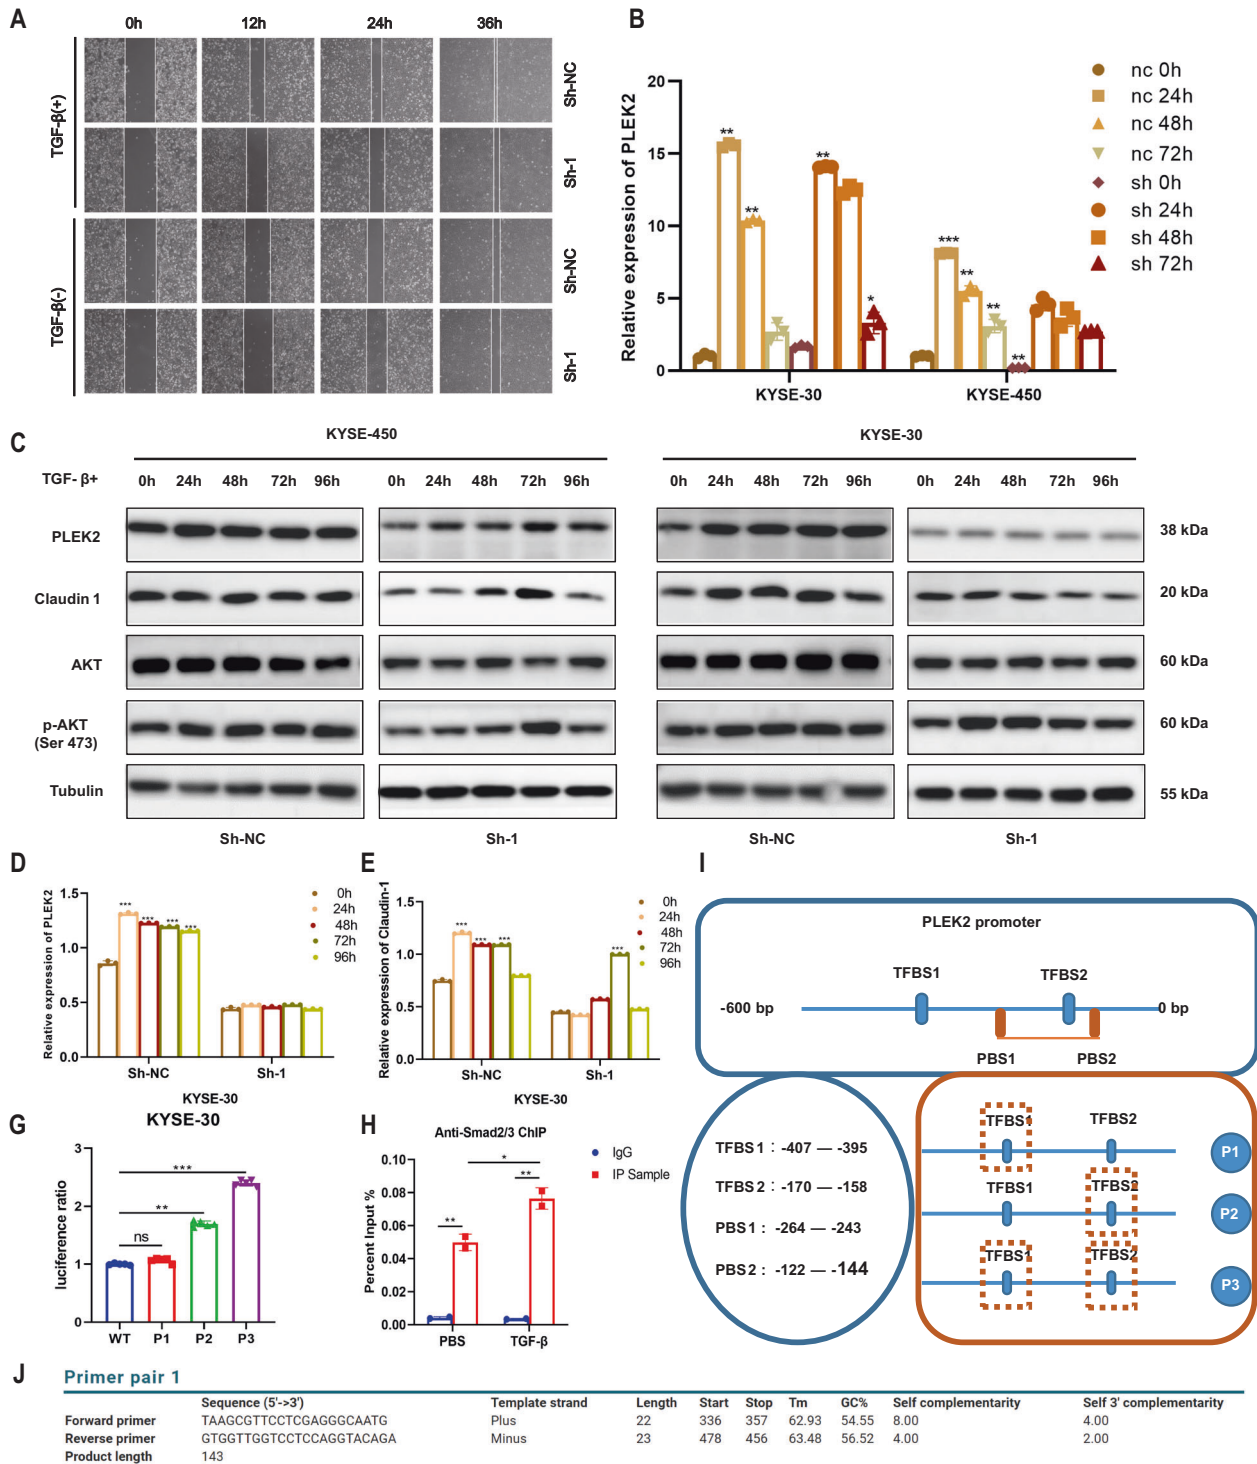 A
0h 12h 24h 36h
TGF-β(+)
TGF-β(-)
Sh-NC
Sh-1
Sh-NC
Sh-1
B
Relative expression of PLEK2
20
15
10
5
0
** ** ** * *** ** ** **
KYSE-30 KYSE-450
nc 0h
nc 24h
nc 48h
nc 72h
sh 0h
sh 24h
sh 48h
sh 72h
C
KYSE-450 KYSE-30
TGF- β+ 0h 24h 48h 72h 96h 0h 24h 48h 72h 96h 0h 24h 48h 72h 96h 0h 24h 48h 72h 96h
PLEK2 38 kDa
Claudin 1 20 kDa
AKT 60 kDa
p-AKT 60 kDa
(Ser 473)
Tubulin 55 kDa
Sh-NC Sh-1 Sh-NC Sh-1
D
Relative expression of PLEK2
1.5
1.0
0.5
0.0
*** *** *** ***
Sh-NC Sh-1
KYSE-30
0h
24h
48h
72h
96h
E
Relative expression of Claudin-1
1.5
1.0
0.5
0.0
*** *** *** ***
Sh-NC Sh-1
KYSE-30
0h
24h
48h
72h
96h
G
KYSE-30
luciference ratio
3
2
1
0
***
**
ns
WT P1 P2 P3
H
Anti-Smad2/3 ChIP
Percent Input %
0.10
0.08
0.06
0.04
0.02
0.00
*
**
**
PBS TGF-β
IgG
IP Sample
I
PLEK2 promoter
TFBS1 TFBS2
-600 bp 0 bp
PBS1 PBS2
TFBS1 : -407 — -395
TFBS2 : -170 — -158
PBS1 : -264 — -243
PBS2 : -122 — -144
TFBS1 TFBS2
P1
TFBS1 TFBS2
P2
TFBS1 TFBS2
P3
J
Primer pair 1
Sequence (5'->3') Template strand Length Start Stop Tm GC% Self complementarity Self 3' complementarity
Forward primer TAAGCGTTCCTCGAGGGCAATG Plus 22 336 357 62.93 54.55 8.00 4.00
Reverse primer GTGGTTGGTCCTCCAGGTACAGA Minus 23 478 456 63.48 56.52 4.00 2.00
Product length 143